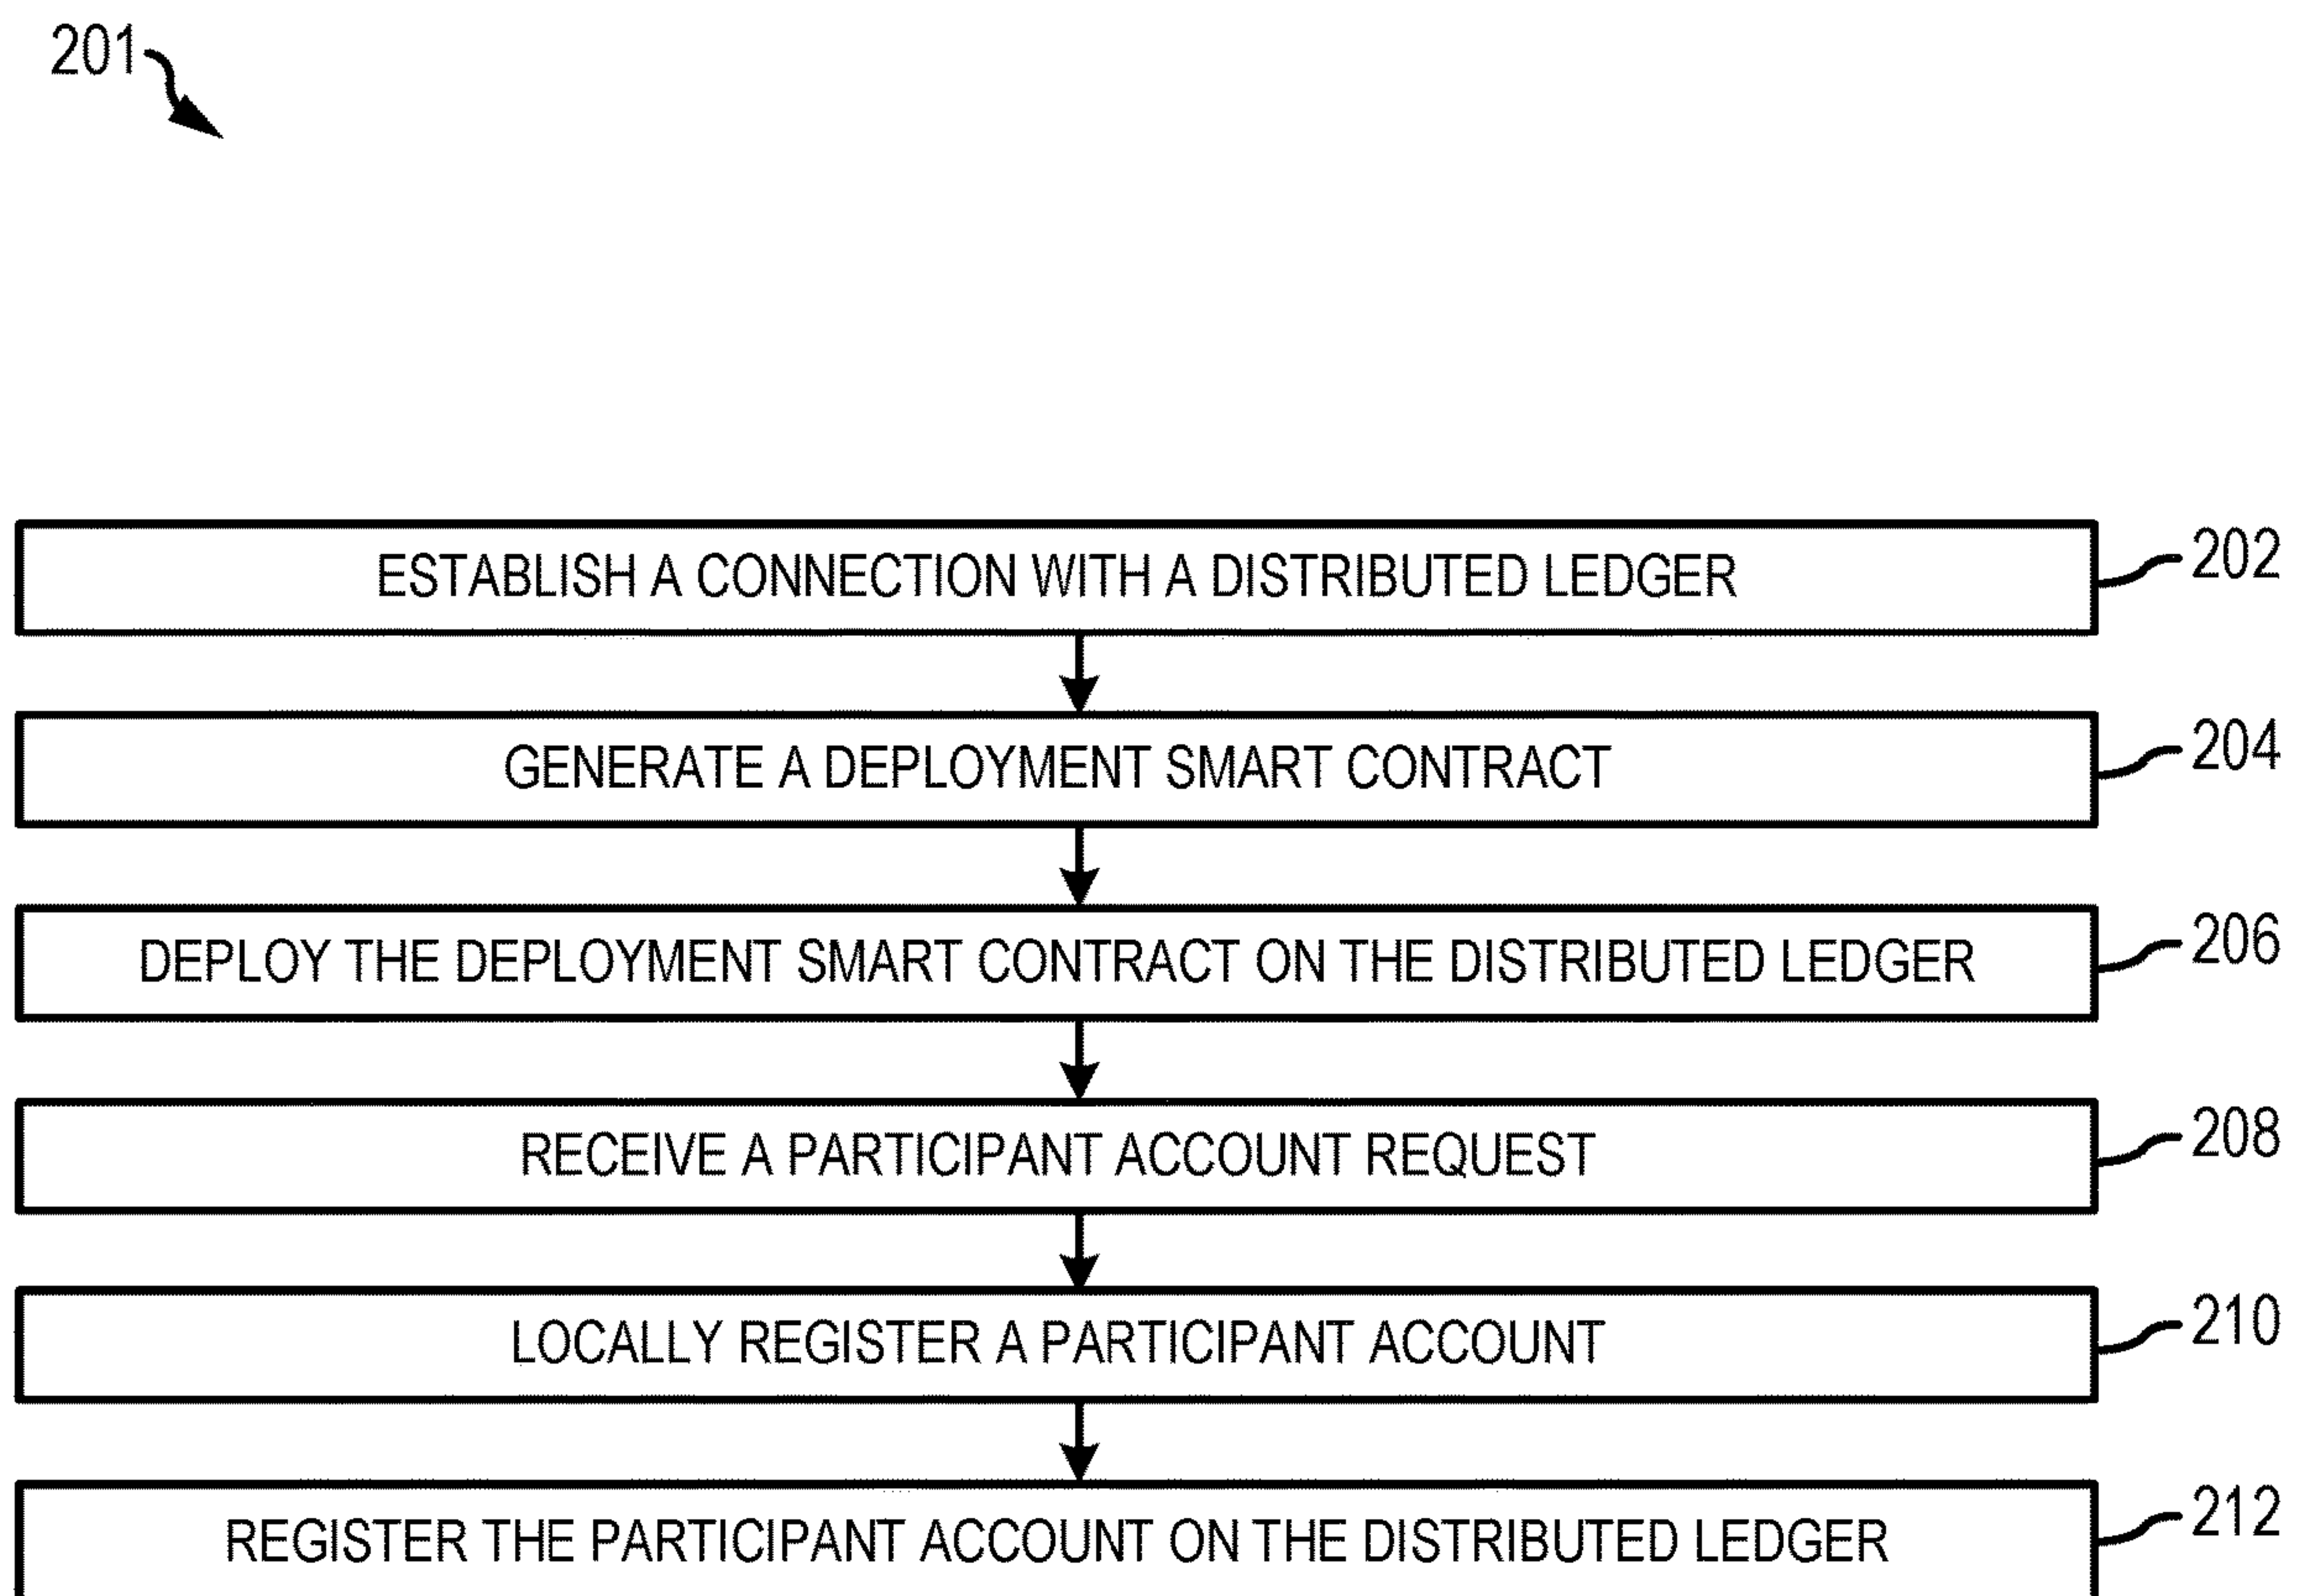 201
ESTABLISH A CONNECTION WITH A DISTRIBUTED LEDGER
202
GENERATE A DEPLOYMENT SMART CONTRACT
204
DEPLOY THE DEPLOYMENT SMART CONTRACT ON THE DISTRIBUTED LEDGER
206
RECEIVE A PARTICIPANT ACCOUNT REQUEST
208
LOCALLY REGISTER A PARTICIPANT ACCOUNT
210
REGISTER THE PARTICIPANT ACCOUNT ON THE DISTRIBUTED LEDGER
212